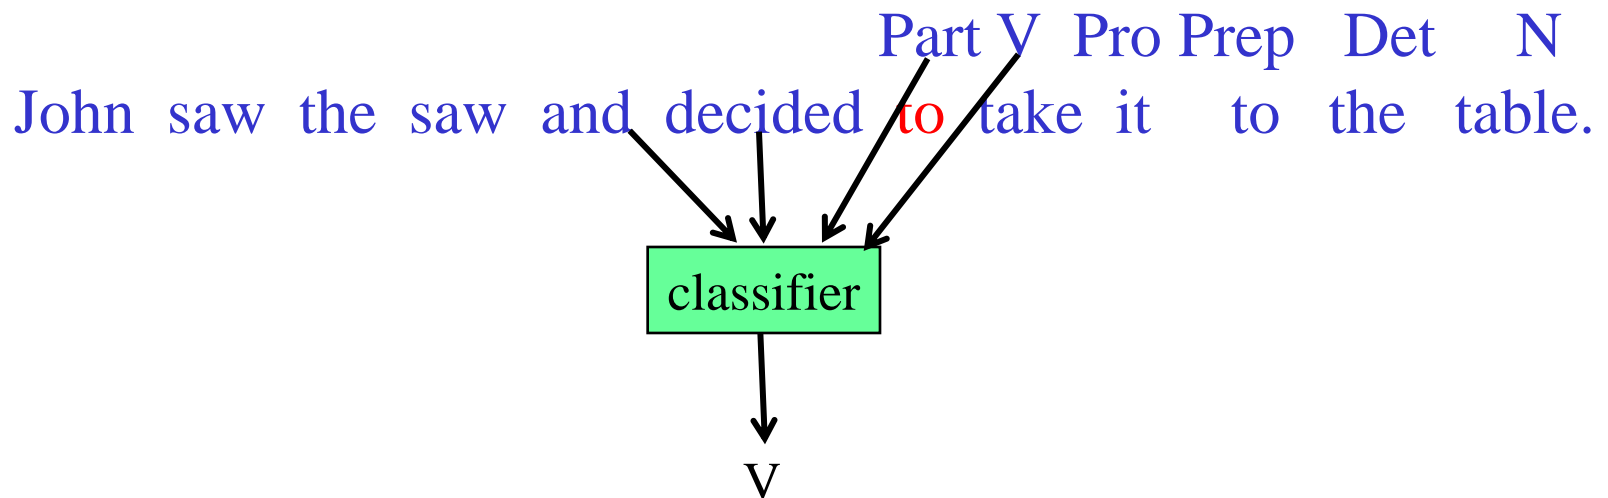 Part V Pro Prep Det N
John saw the saw and decided to take it to the table.
classifier
V